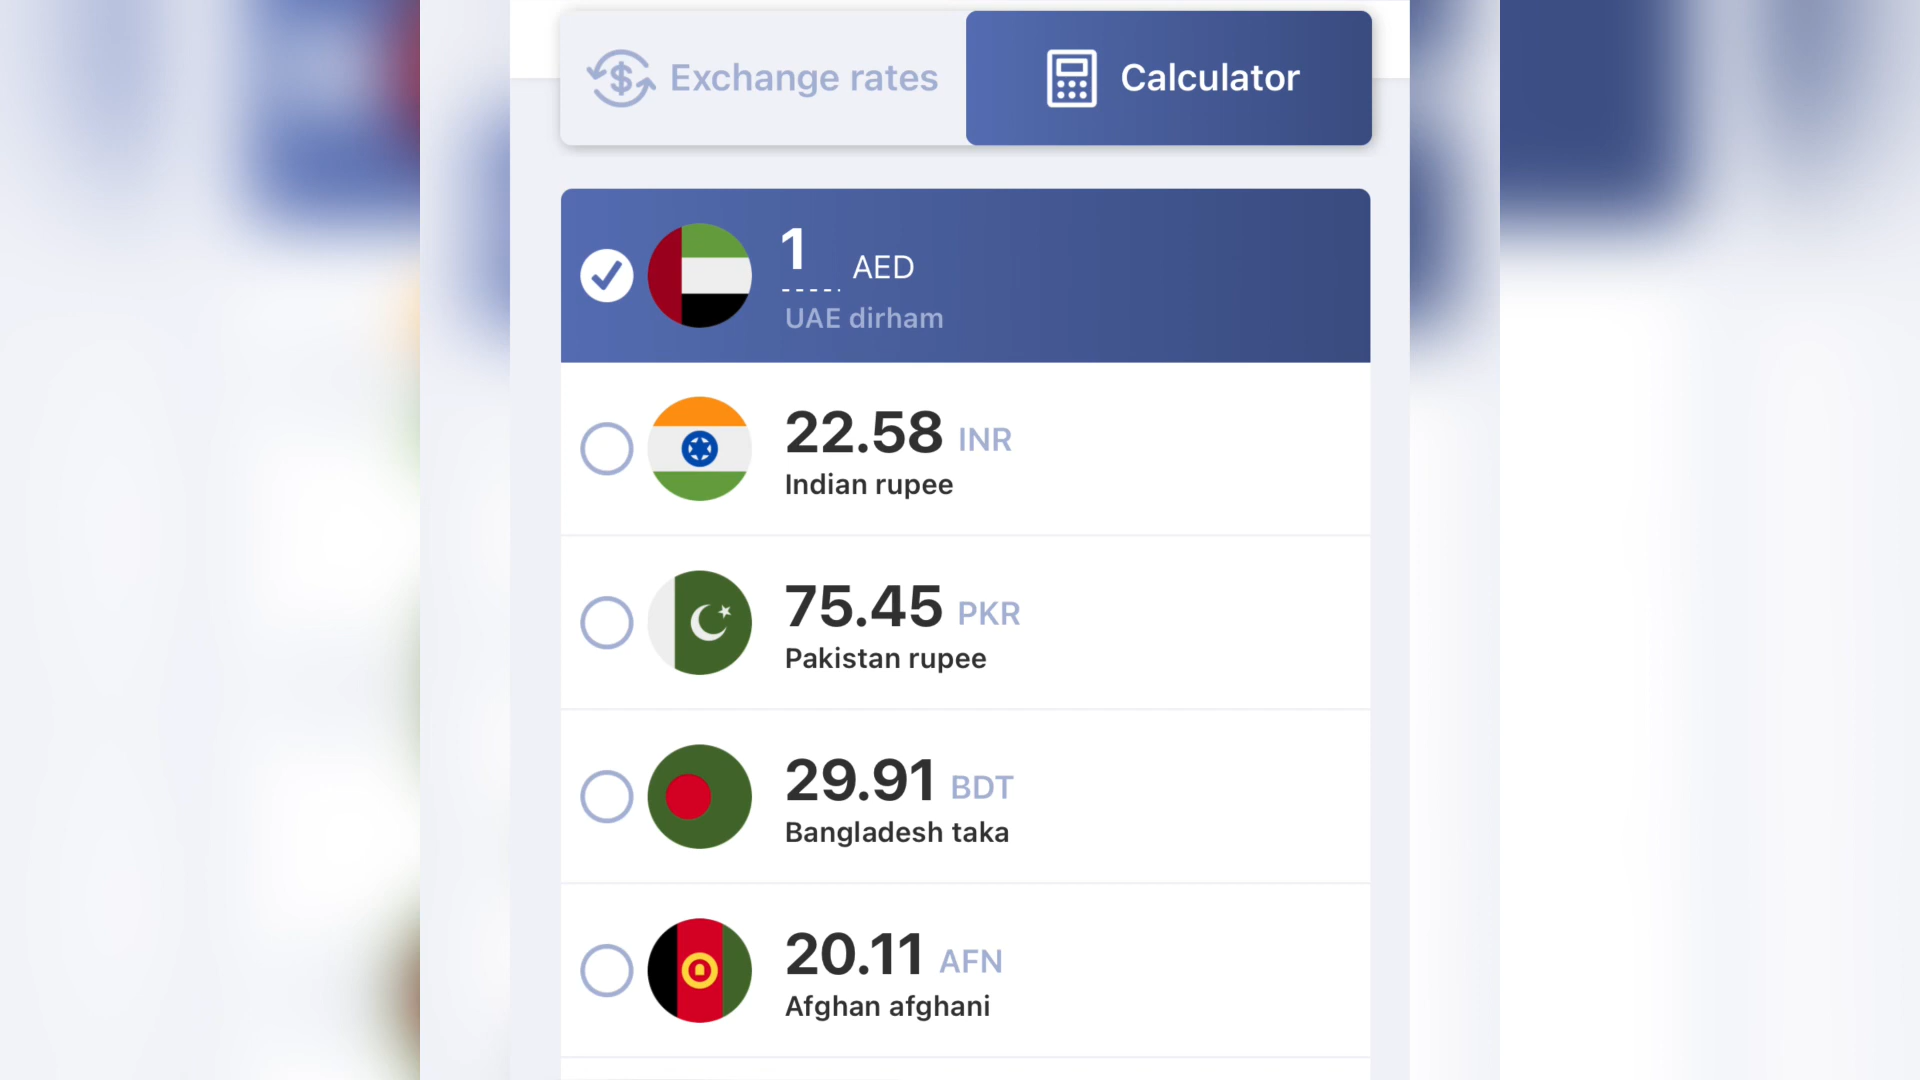 Exchange rates
Calculator
1 AED
UAE dirham
22.58 INR
Indian rupee
75.45 PKR
Pakistan rupee
29.91 BDT
Bangladesh taka
20.11 AFN
Afghan afghani